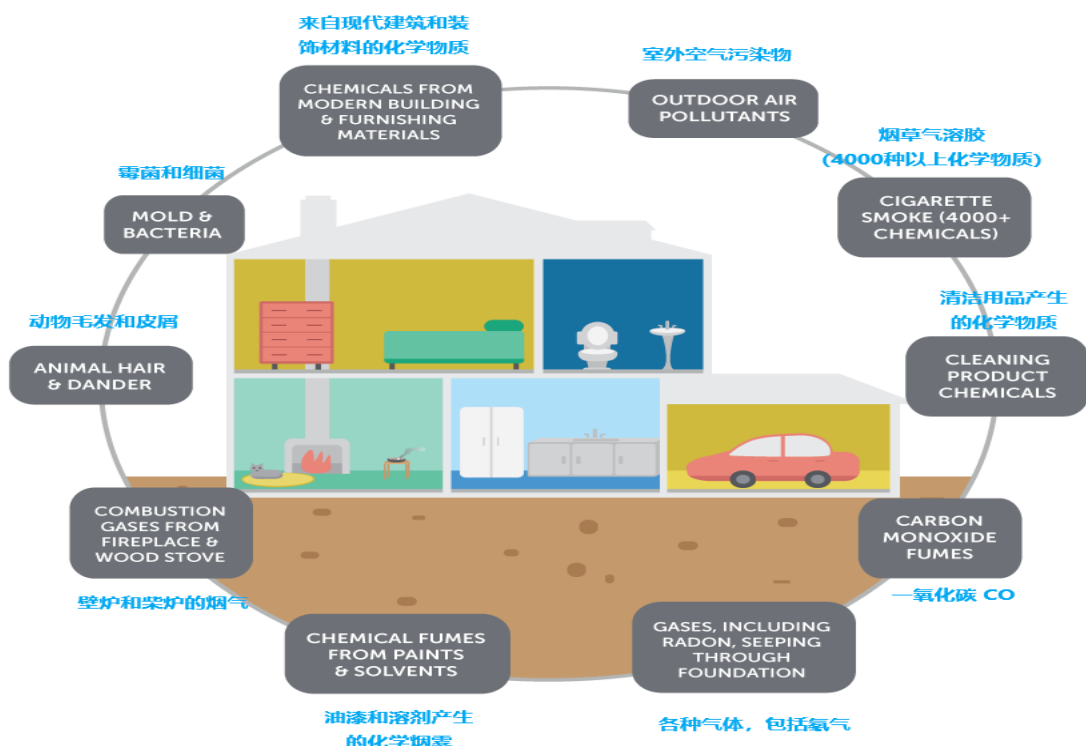 来自现代建筑和装
饰材料的化学物质
CHEMICALS FROM
MODERN BUILDING
& FURNISHING
MATERIALS
室外空气污染物
OUTDOOR AIR
POLLUTANTS
烟草气溶胶
(4000种以上化学物质)
CIGARETTE
SMOKE (4000+
CHEMICALS)
霉菌和细菌
MOLD &
BACTERIA
清洁用品产生
的化学物质
CLEANING
PRODUCT
CHEMICALS
动物毛发和皮屑
ANIMAL HAIR
& DANDER
COMBUSTION
GASES FROM
FIREPLACE &
WOOD STOVE
壁炉和柴炉的烟气
CARBON
MONOXIDE
FUMES
一氧化碳 CO
CHEMICAL FUMES
FROM PAINTS
& SOLVENTS
油漆和溶剂产生
的化学烟雾
GASES, INCLUDING
RADON, SEEPING
THROUGH
FOUNDATION
各种气体，包括氡气